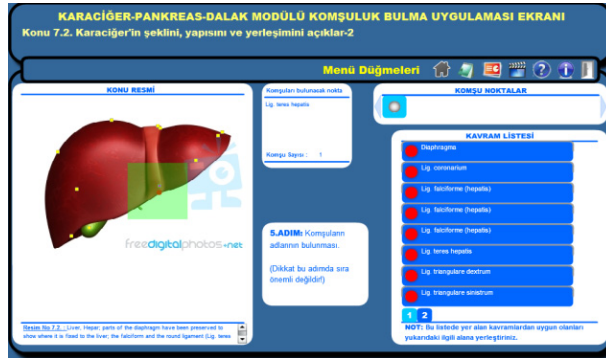 KARACİĞER-PANKREAS-DALAK MODÜLÜ KOMŞULUK BULMA UYGULAMASI EKRANI
Konu 7.2. Karaciğer'in şeklini, yapısını ve yerleşimini açıklar-2
Menü Düğmeleri
KONU RESMİ
freedigitalphotos.net
Resim No 7.2. : Liver, Hepar; parts of the diaphragm have been preserved to
show where it is fixed to the liver; the falciform and the round ligament (Lig. teres
Komşuları bulunacak nokta
Lig. teres hepatis
Komşu Sayısı : 1
5.ADIM: Komşuların
adlarının bulunması.
(Dikkat bu adımda sıra
önemli değildir!)
KOMŞU NOKTALAR
KAVRAM LİSTESİ
Diaphragma
Lig. coronarium
Lig. falciforme (hepatis)
Lig. falciforme (hepatis)
Lig. falciforme (hepatis)
Lig. teres hepatis
Lig. triangulare dextrum
Lig. triangulare sinistrum
1 2
NOT: Bu listede yer alan kavramlardan uygun olanları
yukarıdaki ilgili alana yerleştiriniz.